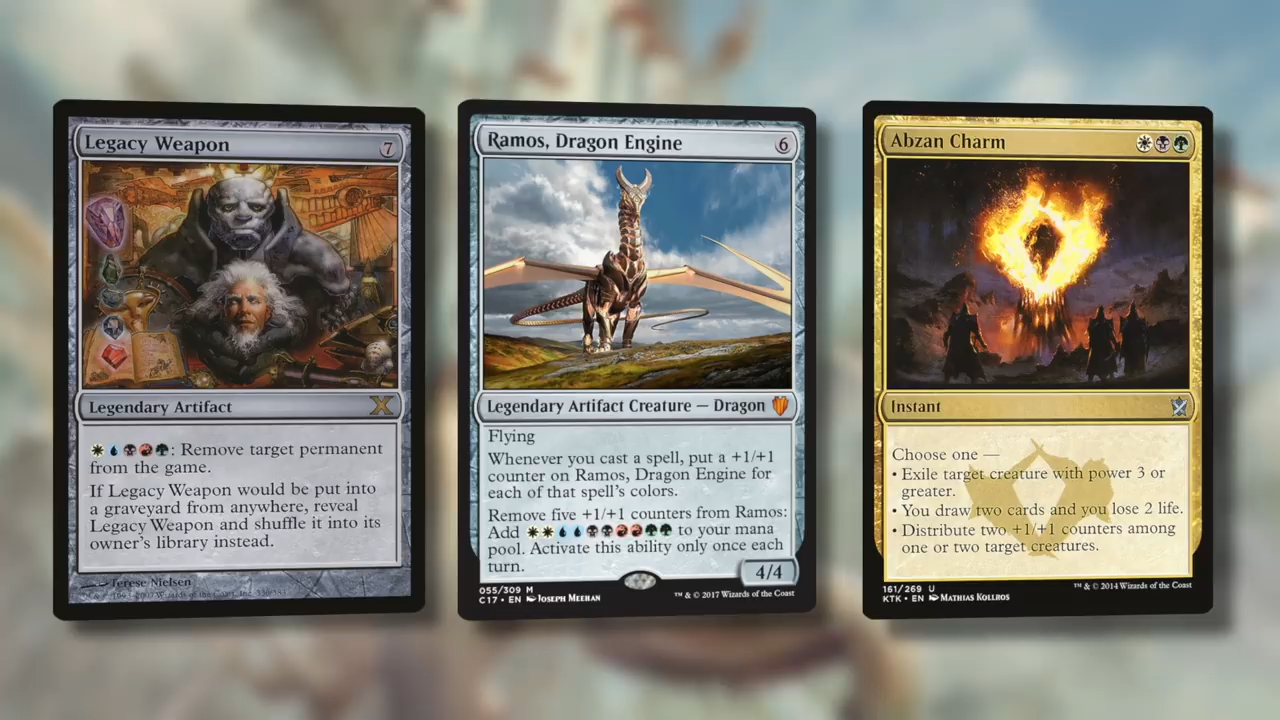 Legacy Weapon
7
Legendary Artifact
X
: Remove target permanent
from the game.
If Legacy Weapon would be put into
a graveyard from anywhere, reveal
Legacy Weapon and shuffle it into its
owner's library instead.
Terese Nielsen
Ramos, Dragon Engine
6
Legendary Artifact Creature — Dragon
Flying
Whenever you cast a spell, put a +1/+1
counter on Ramos, Dragon Engine for
each of that spell's colors.
Remove five +1/+1 counters from Ramos:
Add to your mana
pool. Activate this ability only once each
turn.
4/4
055/309 M
C17 • EN Joseph Meehan
™ & © 2017 Wizards of the Coast
Abzan Charm
Instant
Choose one —
• Exile target creature with power 3 or
greater.
• You draw two cards and you lose 2 life.
• Distribute two +1/+1 counters among
one or two target creatures.
161/269 U
KTK • EN Mathias Kollros
™ & © 2014 Wizards of the Coast